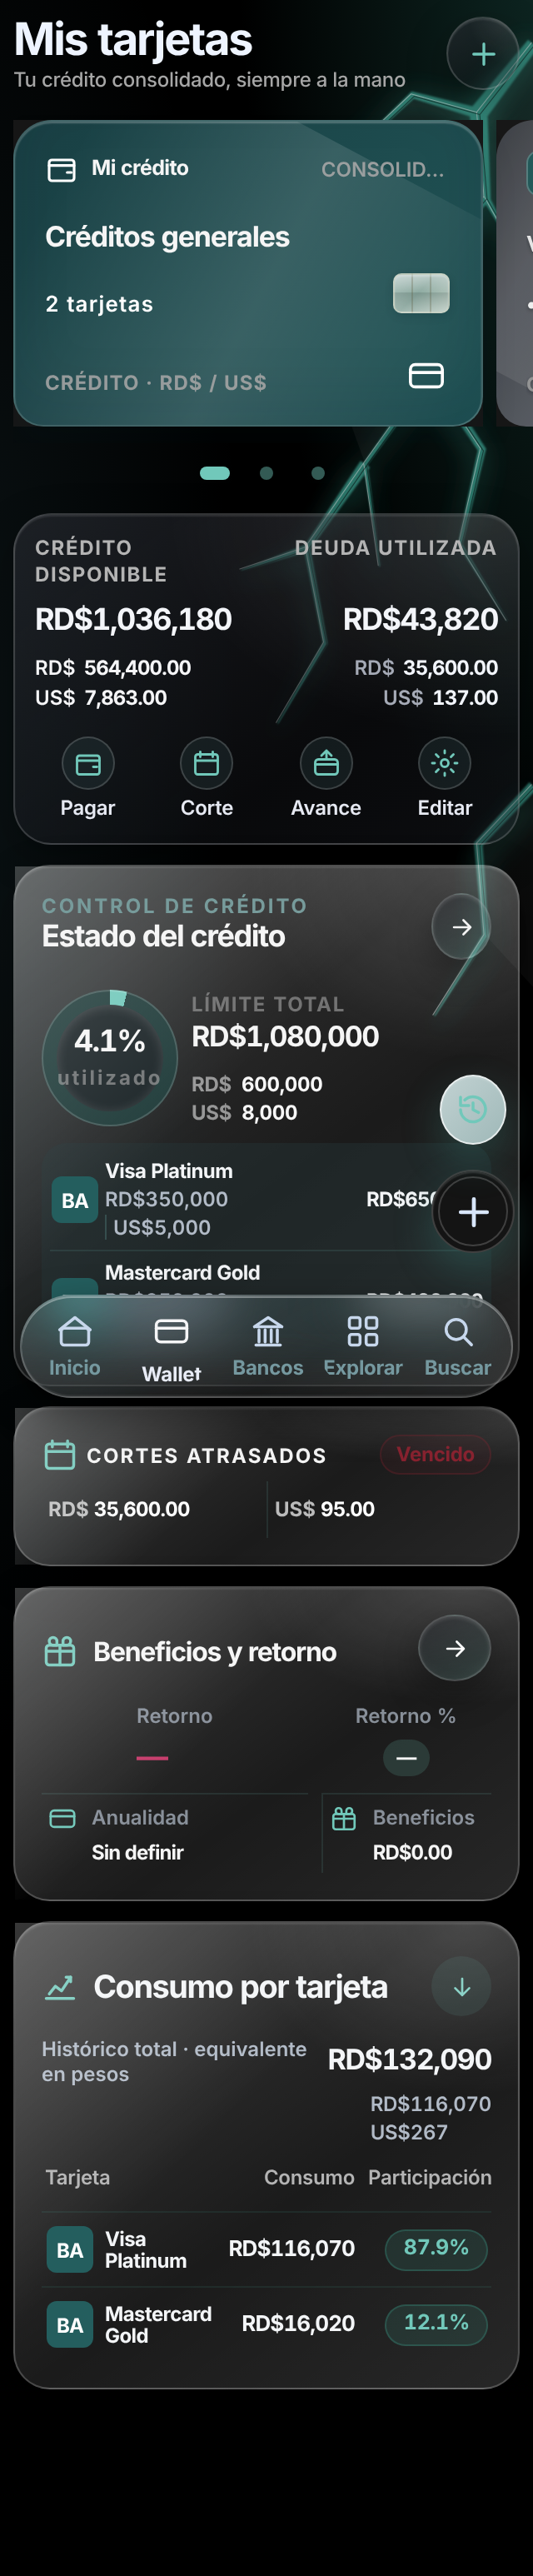 Mis tarjetas
Tu crédito consolidado, siempre a la mano
Mi crédito CONSOLID...
Créditos generales
2 tarjetas
CRÉDITO · RD$ / US$
CRÉDITO DEUDA UTILIZADA
DISPONIBLE
RD$1,036,180 RD$43,820
RD$ 564,400.00 RD$ 35,600.00
US$ 7,863.00 US$ 137.00
Pagar Corte Avance Editar
CONTROL DE CRÉDITO
Estado del crédito
LÍMITE TOTAL
4.1% RD$1,080,000
utilizado
RD$ 600,000
US$ 8,000
Visa Platinum
BA RD$350,000 RD$65
US$5,000
Mastercard Gold
Inicio Wallet Bancos Explorar Buscar
CORTES ATRASADOS Vencido
RD$ 35,600.00 US$ 95.00
Beneficios y retorno
Retorno Retorno %
— —
Anualidad Beneficios
Sin definir RD$0.00
Consumo por tarjeta
Histórico total · equivalente RD$132,090
en pesos
RD$116,070
US$267
Tarjeta Consumo Participación
BA Visa RD$116,070 87.9%
Platinum
BA Mastercard RD$16,020 12.1%
Gold